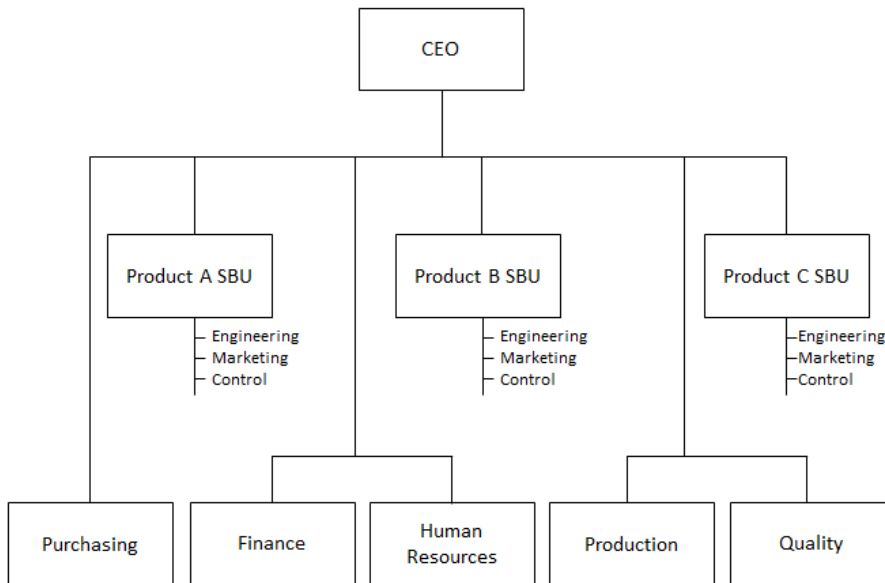 CEO
Product A SBU
Engineering
Marketing
Control
Product B SBU
Engineering
Marketing
Control
Product C SBU
Engineering
Marketing
Control
Purchasing
Finance
Human
Resources
Production
Quality